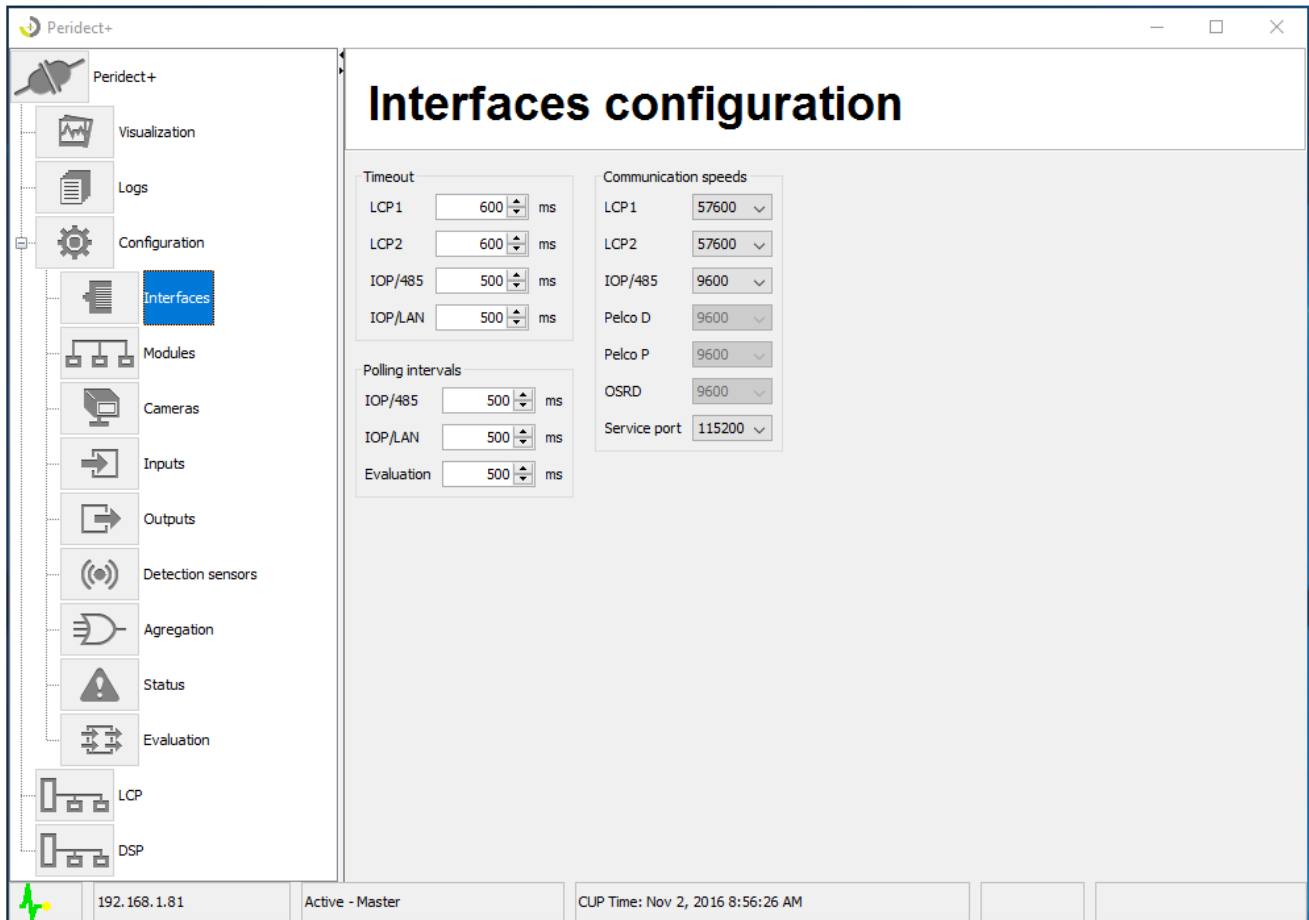 Peridect+
Peridect+
Visualization
Logs
Configuration
Interfaces
Modules
Cameras
Inputs
Outputs
Detection sensors
Agregation
Status
Evaluation
LCP
DSP
Interfaces configuration
Timeout
LCP1 600 ms
LCP2 600 ms
IOP/485 500 ms
IOP/LAN 500 ms
Polling intervals
IOP/485 500 ms
IOP/LAN 500 ms
Evaluation 500 ms
Communication speeds
LCP1 57600
LCP2 57600
IOP/485 9600
Pelco D 9600
Pelco P 9600
OSRD 9600
Service port 115200
192.168.1.81 Active - Master CUP Time: Nov 2, 2016 8:56:26 AM